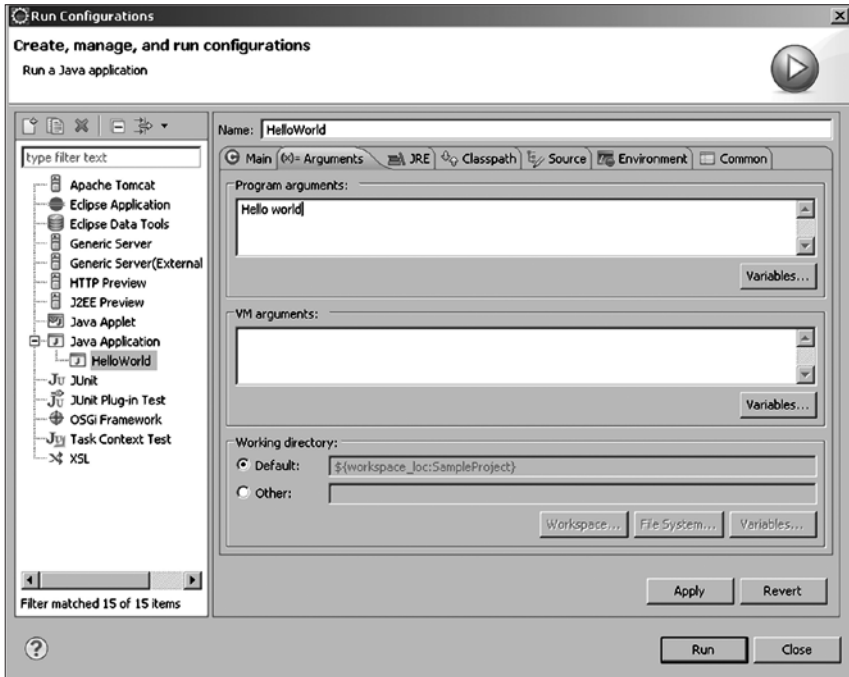 Run Configurations
Create, manage, and run configurations
Run a Java application
type filter text
Apache Tomcat
Eclipse Application
Eclipse Data Tools
Generic Server
Generic Server(External
HTTP Preview
J2EE Preview
Java Applet
Java Application
HelloWorld
JUnit
JUnit Plug-in Test
OSGi Framework
Task Context Test
XSL
Filter matched 15 of 15 items
Name: HelloWorld
Main (x)= Arguments JRE Classpath Source Environment Common
Program arguments:
Hello world
Variables...
VM arguments:
Variables...
Working directory:
Default: ${workspace_loc:SampleProject}
Other:
Workspace... File System... Variables...
Apply Revert
Run Close